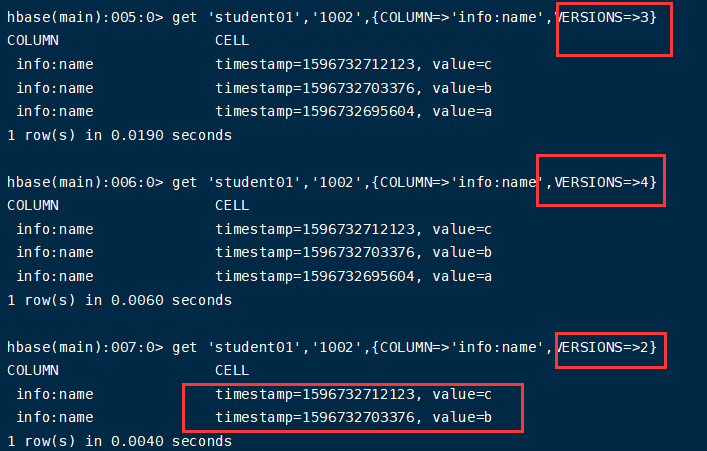 hbase(main):005:0> get 'student01','1002',{COLUMN=>'info:name',VERSIONS=>3}
COLUMN                   CELL
 info:name               timestamp=1596732712123, value=c
 info:name               timestamp=1596732703376, value=b
 info:name               timestamp=1596732695604, value=a
1 row(s) in 0.0190 seconds
hbase(main):006:0> get 'student01','1002',{COLUMN=>'info:name',VERSIONS=>4}
COLUMN                   CELL
 info:name               timestamp=1596732712123, value=c
 info:name               timestamp=1596732703376, value=b
 info:name               timestamp=1596732695604, value=a
1 row(s) in 0.0060 seconds
hbase(main):007:0> get 'student01','1002',{COLUMN=>'info:name',VERSIONS=>2}
COLUMN                   CELL
 info:name               timestamp=1596732712123, value=c
 info:name               timestamp=1596732703376, value=b
1 row(s) in 0.0040 seconds